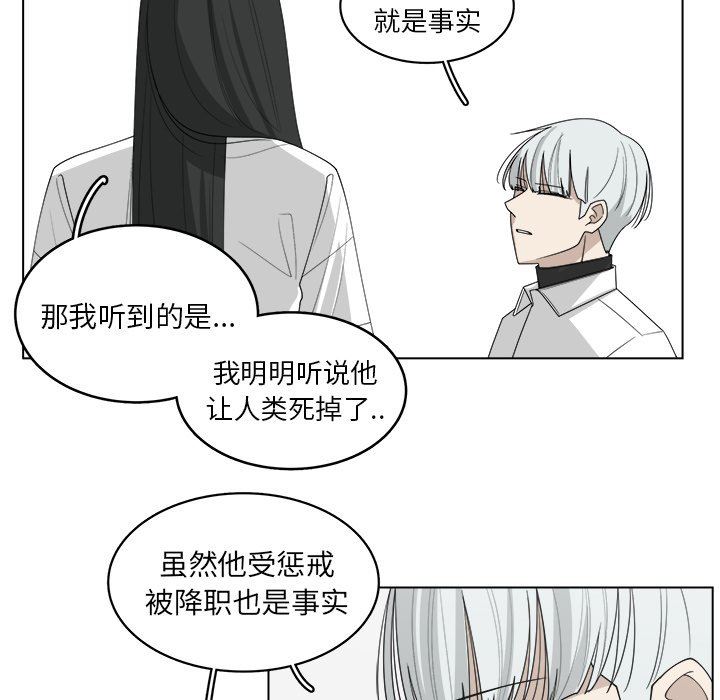 就是事实
那我听到的是...
我明明听说他
让人类死掉了..
虽然他受惩戒
被降职也是事实